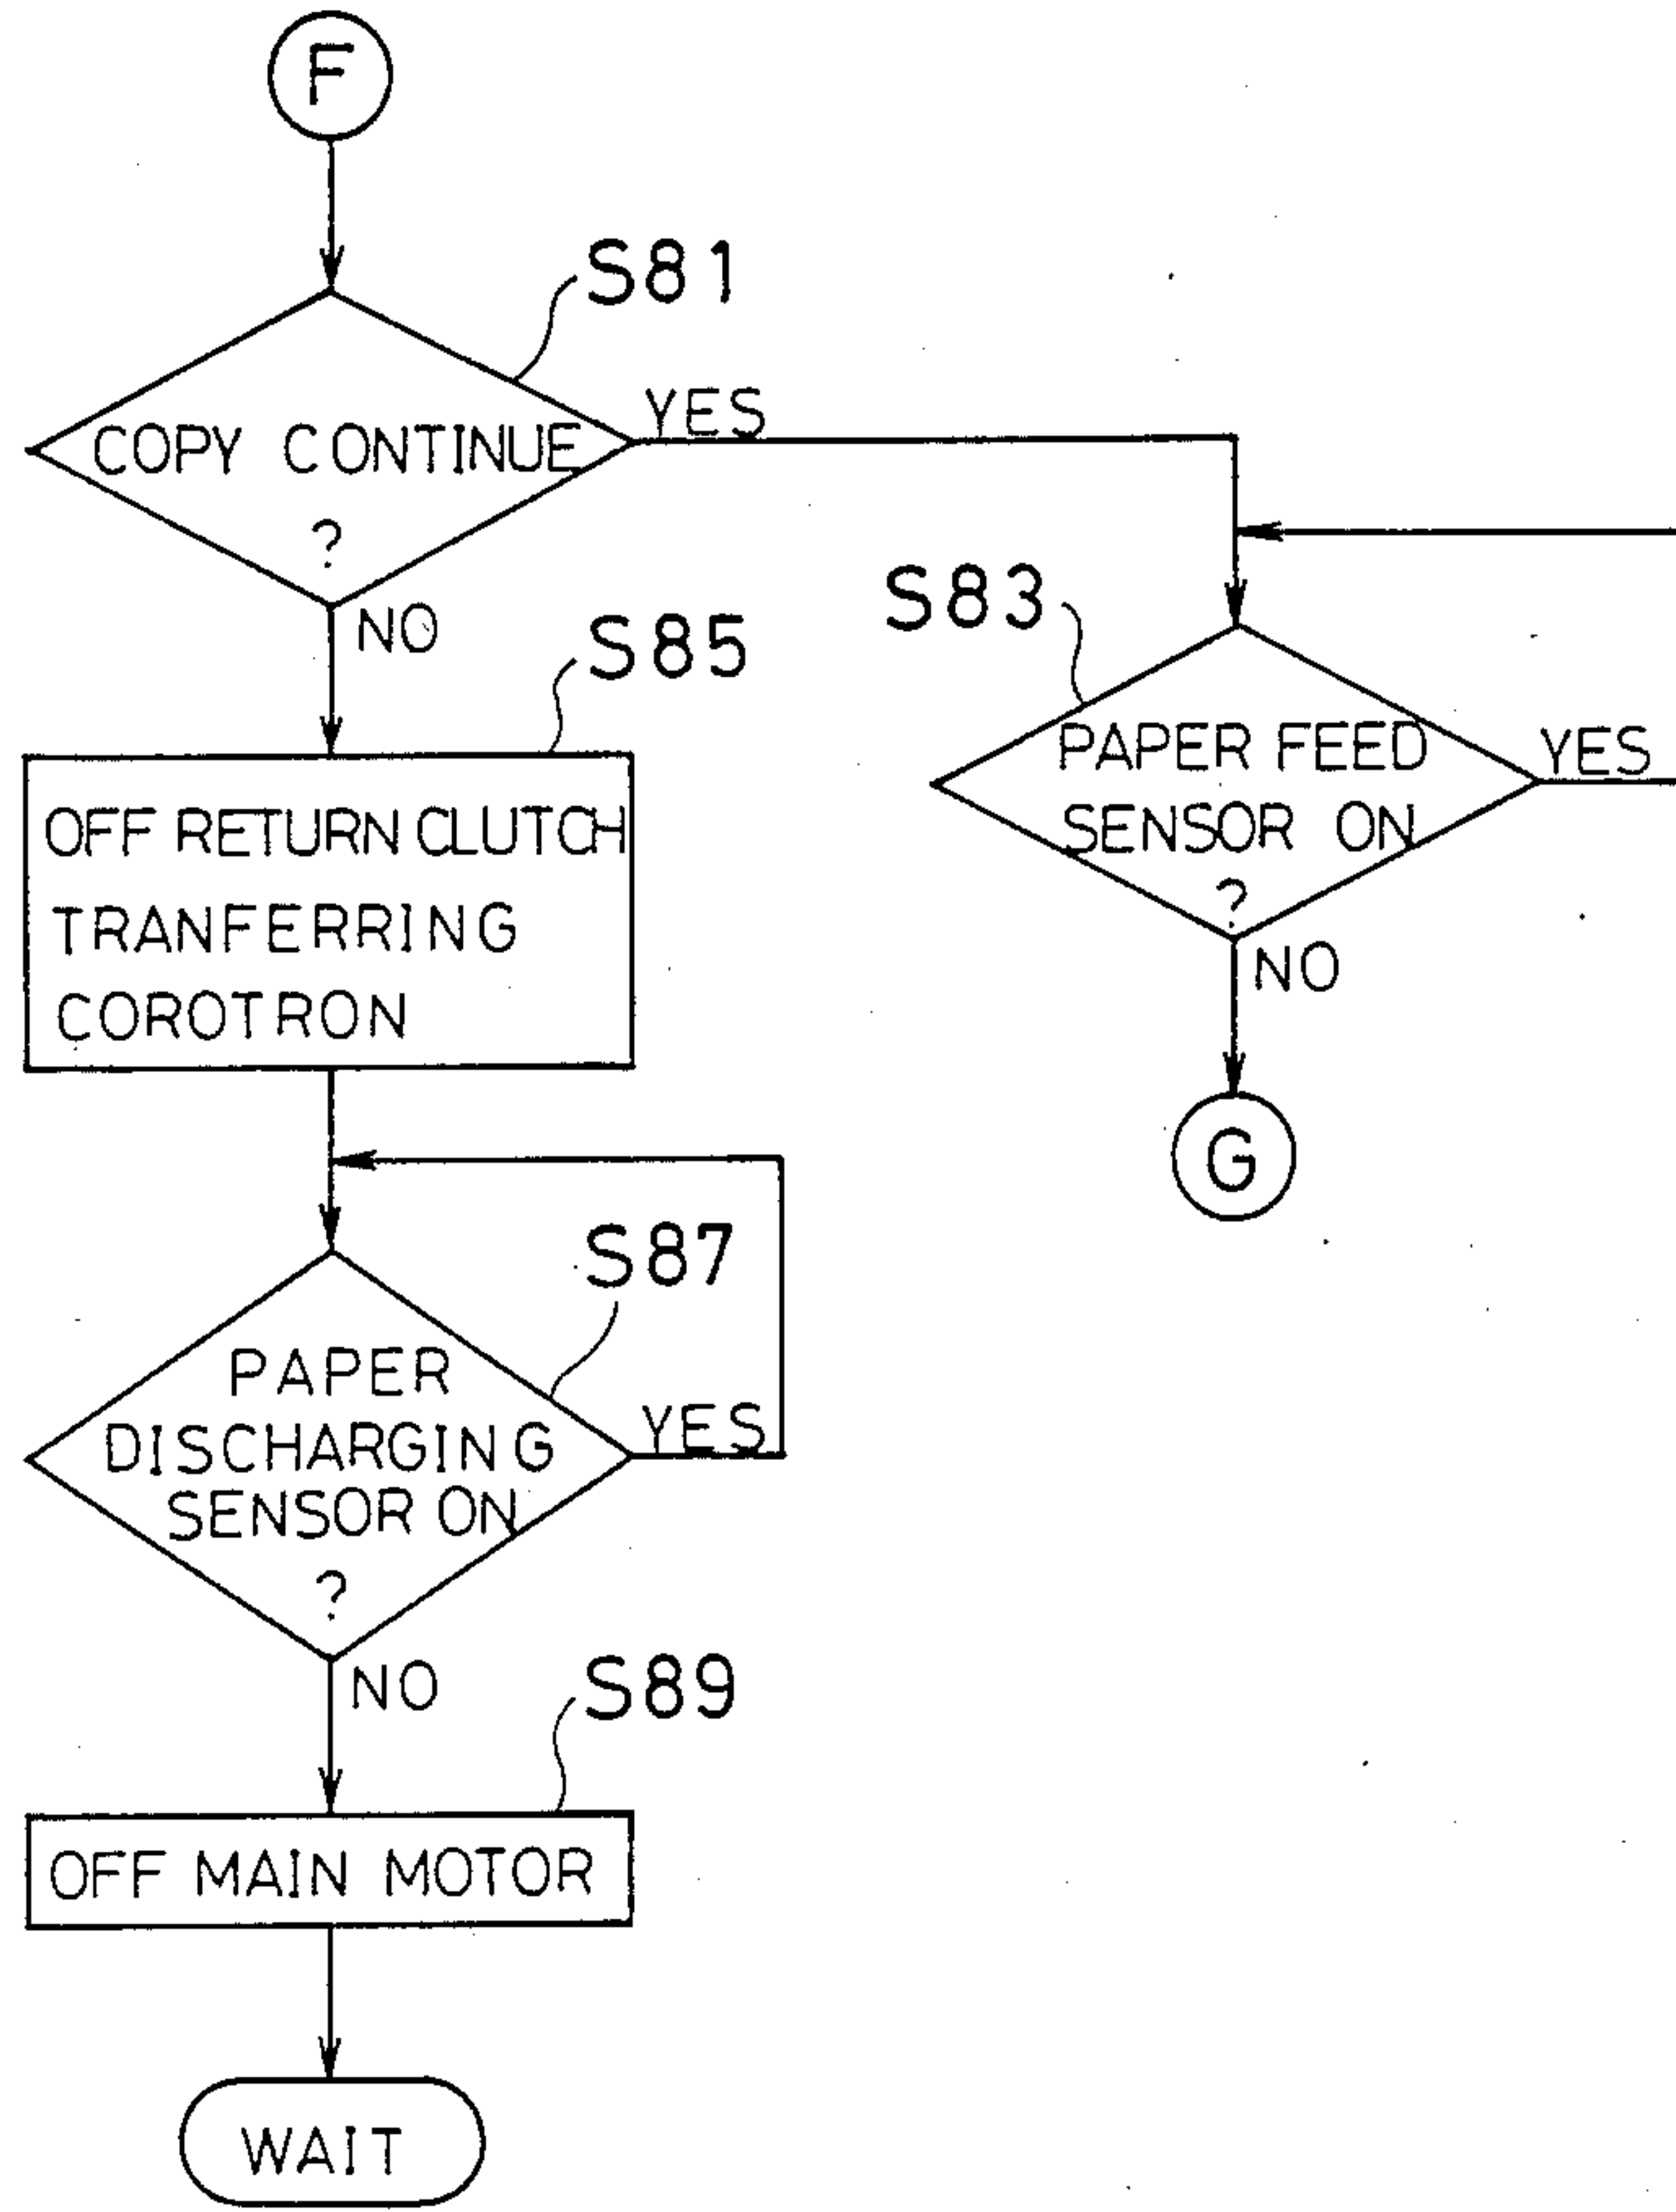 F
S81
COPY CONTINUE
?
YES
NO
S85
OFF RETURN CLUTCH
TRANFERRING
COROTRON
S83
PAPER FEED
SENSOR ON
?
YES
NO
G
S87
PAPER
DISCHARGING
SENSOR ON
?
YES
NO
S89
OFF MAIN MOTOR
WAIT